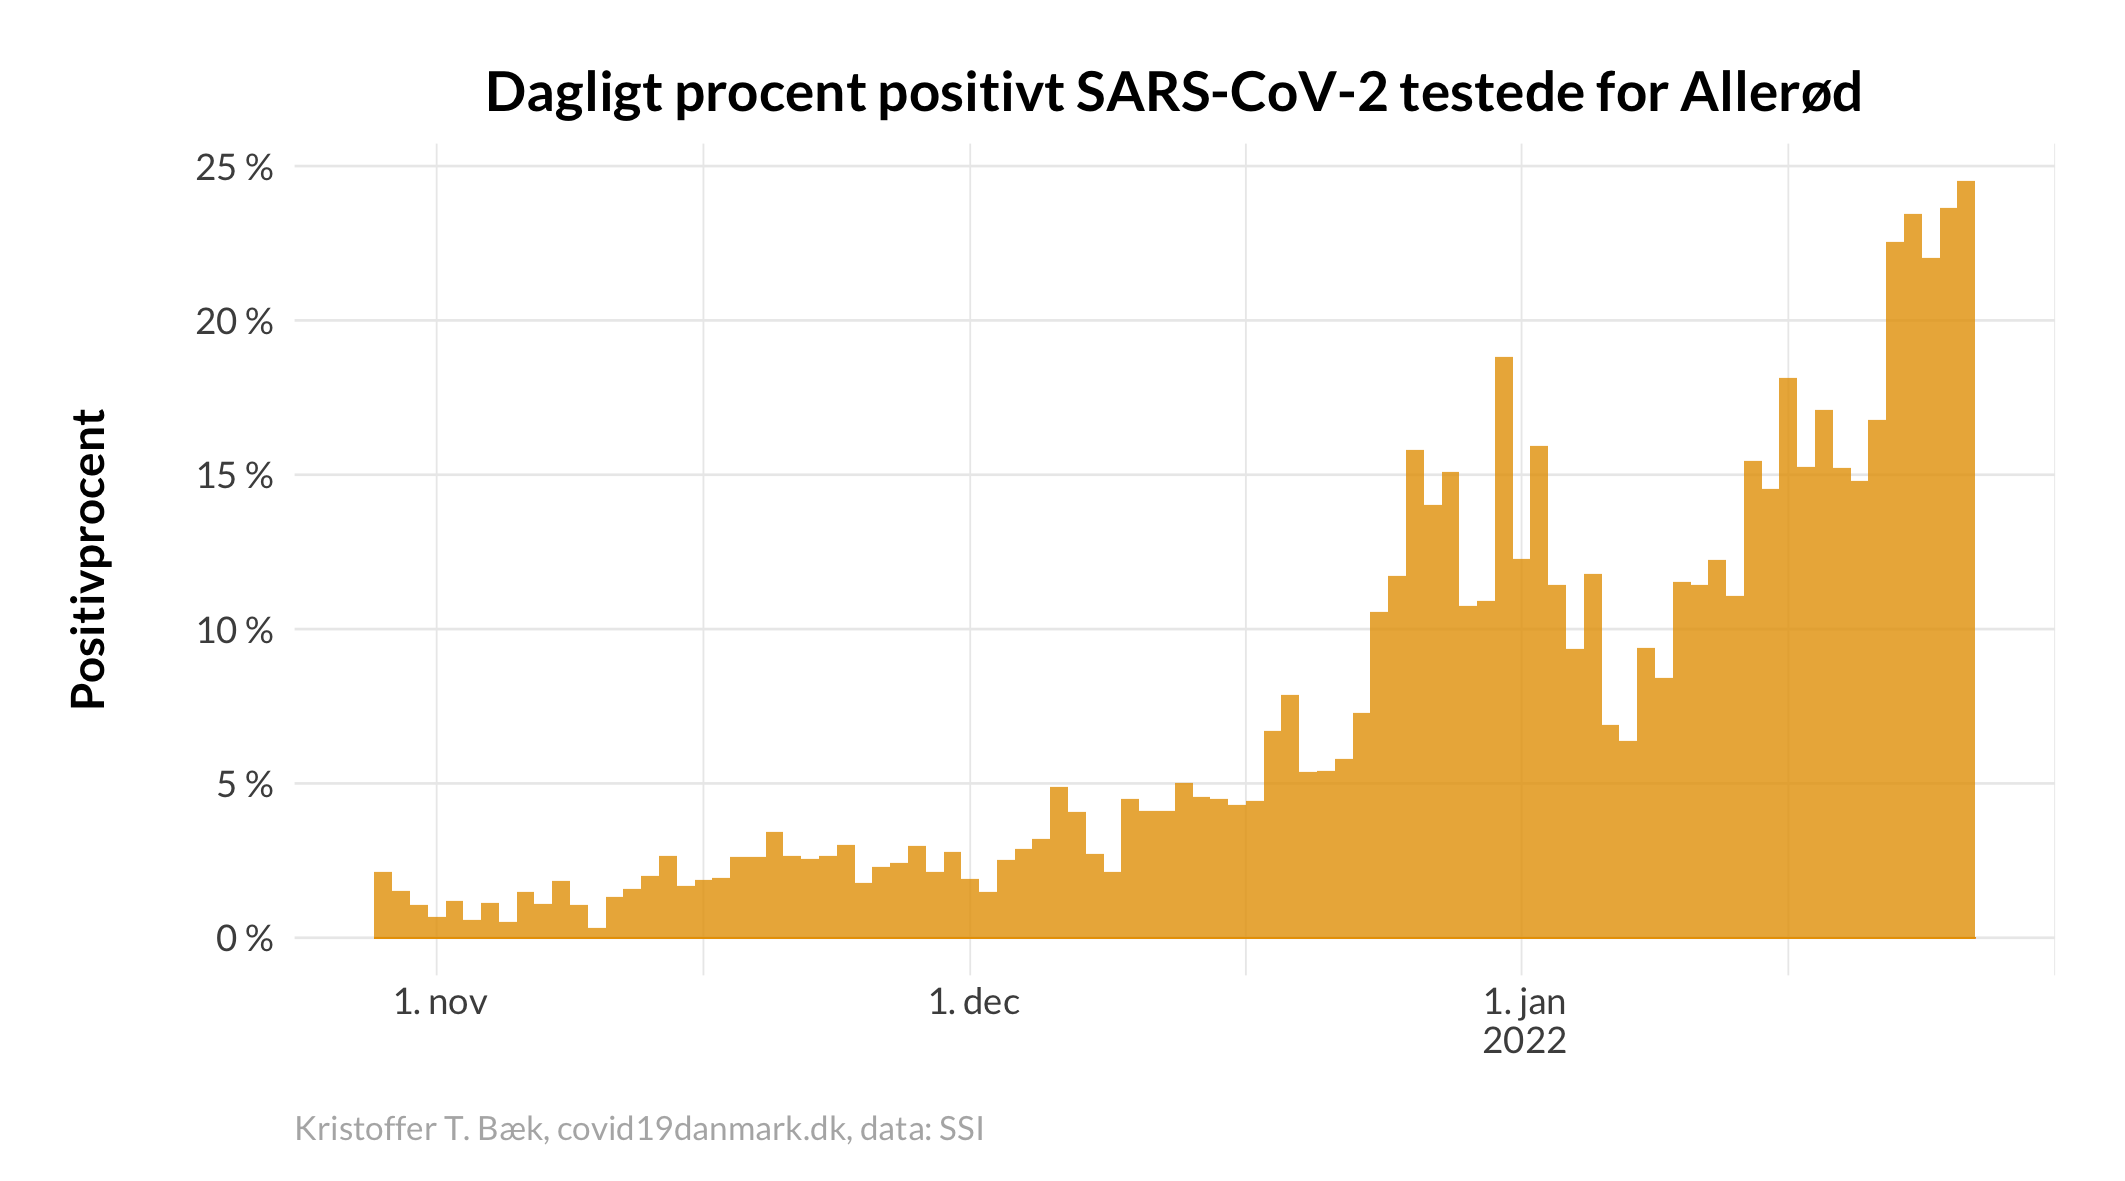 Dagligt procent positivt SARS-CoV-2 testede for Allerød
Positivprocent
25 %
20 %
15 %
10 %
5 %
0 %
1. nov
1. dec
1. jan
2022
Kristoffer T. Bæk, covid19danmark.dk, data: SSI